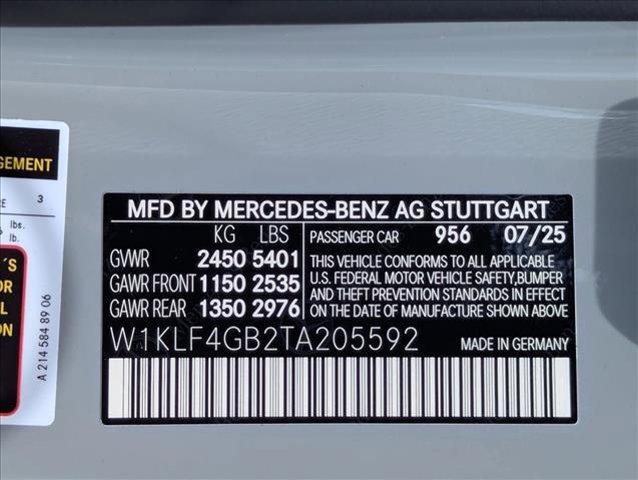 GEMENT
3
lbs.
lb.
'S
OR
L
ON
A 214 584 89 06
MFD BY MERCEDES-BENZ AG STUTTGART
KG LBS
GVWR 2450 5401
GAWR FRONT 1150 2535
GAWR REAR 1350 2976
PASSENGER CAR 956 07/25
THIS VEHICLE CONFORMS TO ALL APPLICABLE
U.S. FEDERAL MOTOR VEHICLE SAFETY,BUMPER
AND THEFT PREVENTION STANDARDS IN EFFECT
ON THE DATE OF MANUFACTURE SHOWN ABOVE
W1KLF4GB2TA205592
MADE IN GERMANY